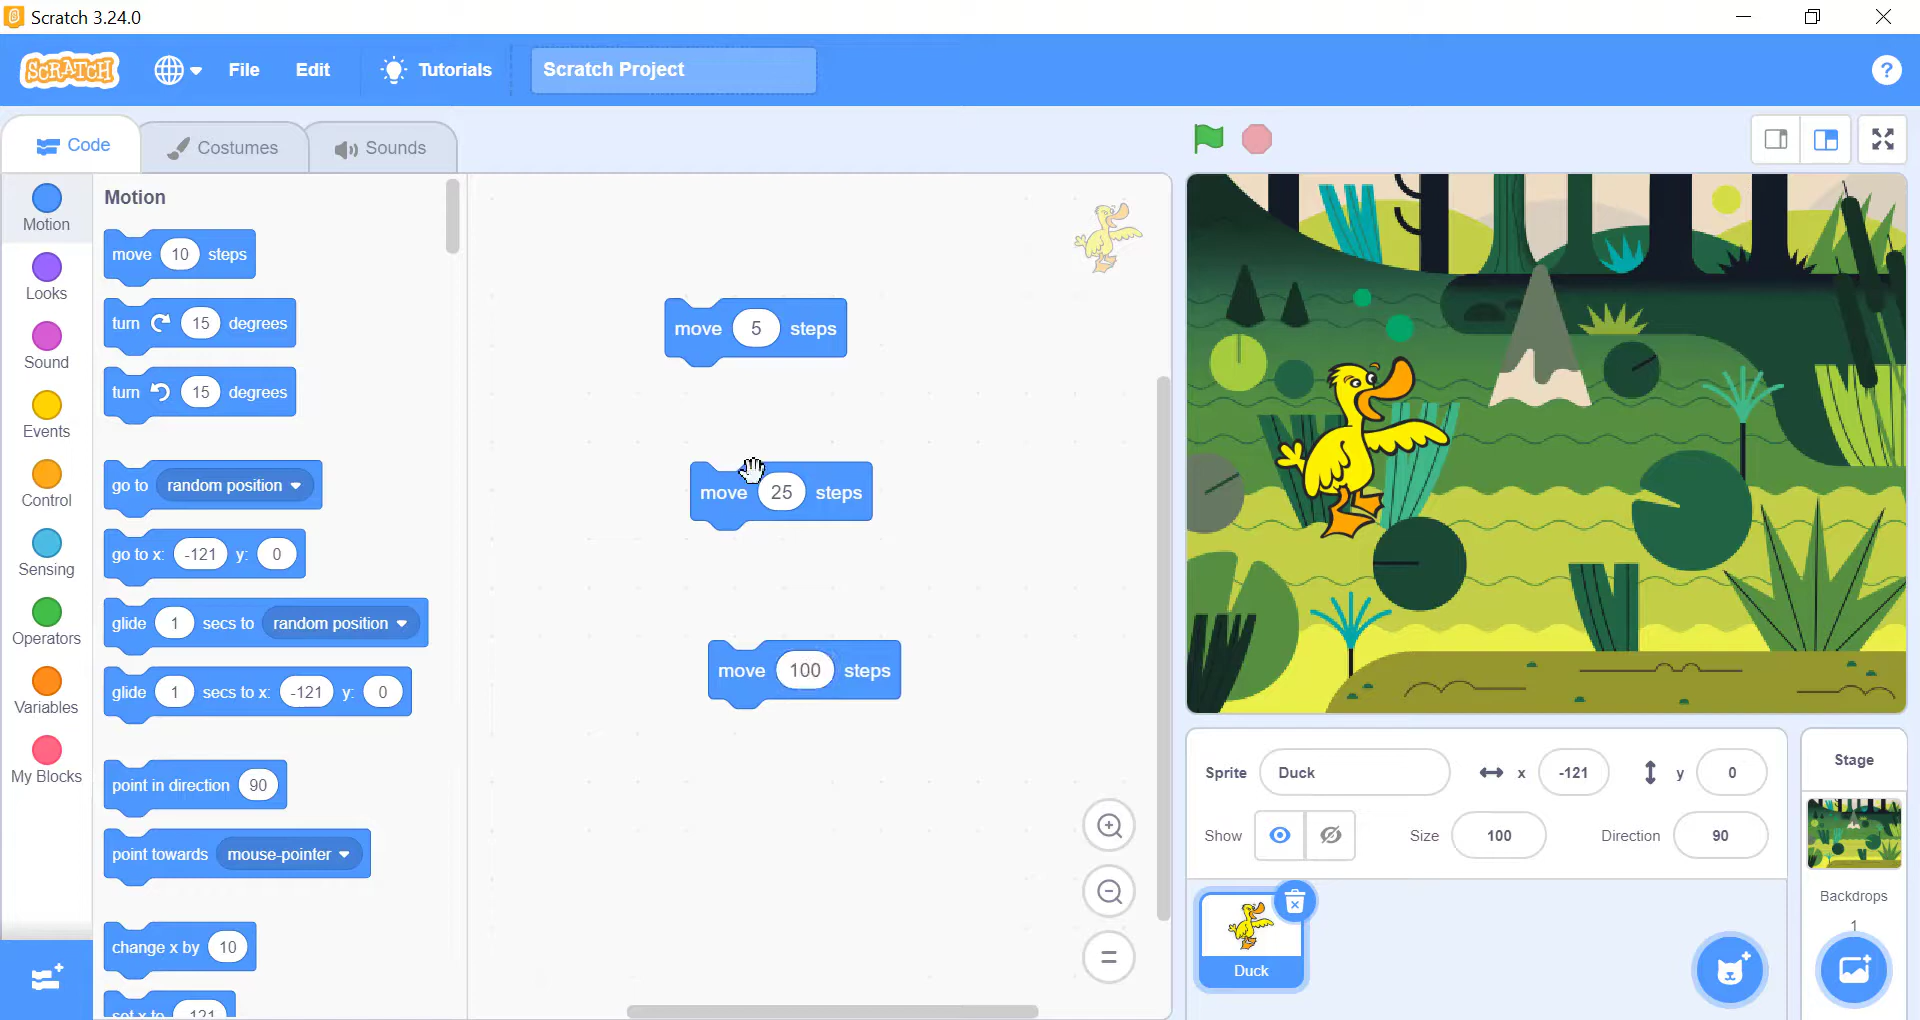 Scratch 3.24.0
SCRATCH File Edit Tutorials Scratch Project ?
Code Costumes Sounds
Motion
Looks
Sound
Events
Control
Sensing
Operators
Variables
My Blocks
Motion
move 10 steps
turn 15 degrees
turn 15 degrees
go to random position
go to x: -121 y: 0
glide 1 secs to random position
glide 1 secs to x: -121 y: 0
point in direction 90
point towards mouse-pointer
change x by 10
set x to -121
move 5 steps
move 25 steps
move 100 steps
Sprite Duck x -121 y 0
Show Size 100 Direction 90
Duck
Stage
Backdrops
1